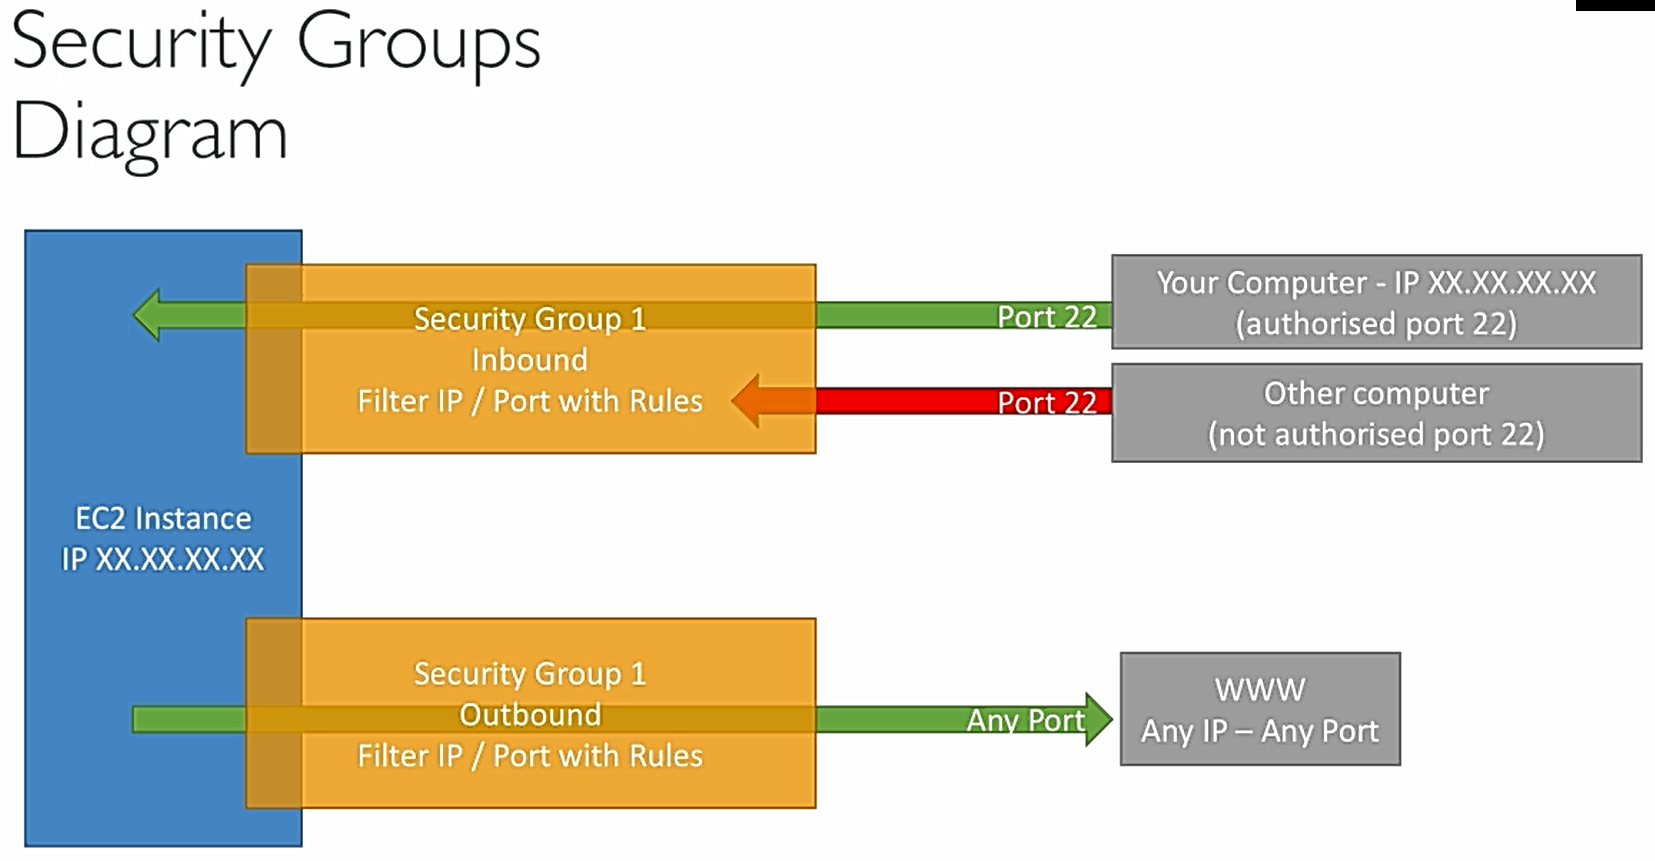 Security Groups
Diagram
Security Group 1
Inbound
Filter IP / Port with Rules
Port 22
Port 22
Your Computer - IP XX.XX.XX.XX
(authorised port 22)
Other computer
(not authorised port 22)
EC2 Instance
IP XX.XX.XX.XX
Security Group 1
Outbound
Filter IP / Port with Rules
Any Port
WWW
Any IP – Any Port